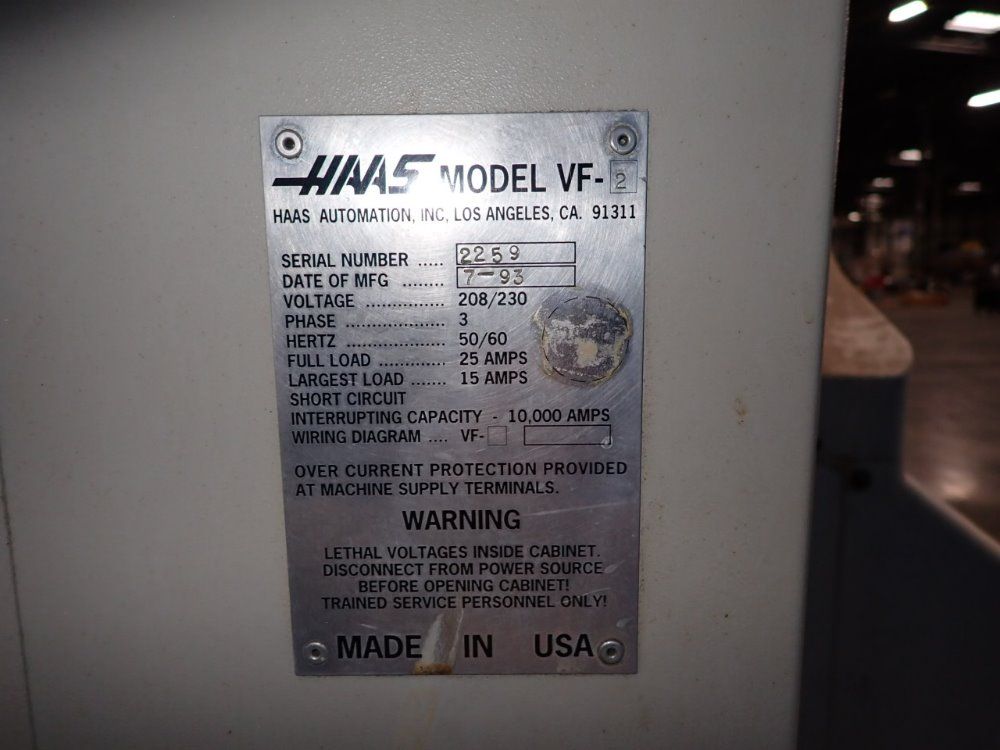 HAAS MODEL VF-2
HAAS AUTOMATION, INC, LOS ANGELES, CA. 91311
SERIAL NUMBER ..... 2259
DATE OF MFG ........ 7-93
VOLTAGE ............... 208/230
PHASE ................... 3
HERTZ ................... 50/60
FULL LOAD ............. 25 AMPS
LARGEST LOAD ....... 15 AMPS
SHORT CIRCUIT
INTERRUPTING CAPACITY - 10,000 AMPS
WIRING DIAGRAM .... VF-
OVER CURRENT PROTECTION PROVIDED
AT MACHINE SUPPLY TERMINALS.
WARNING
LETHAL VOLTAGES INSIDE CABINET.
DISCONNECT FROM POWER SOURCE
BEFORE OPENING CABINET!
TRAINED SERVICE PERSONNEL ONLY!
MADE IN USA